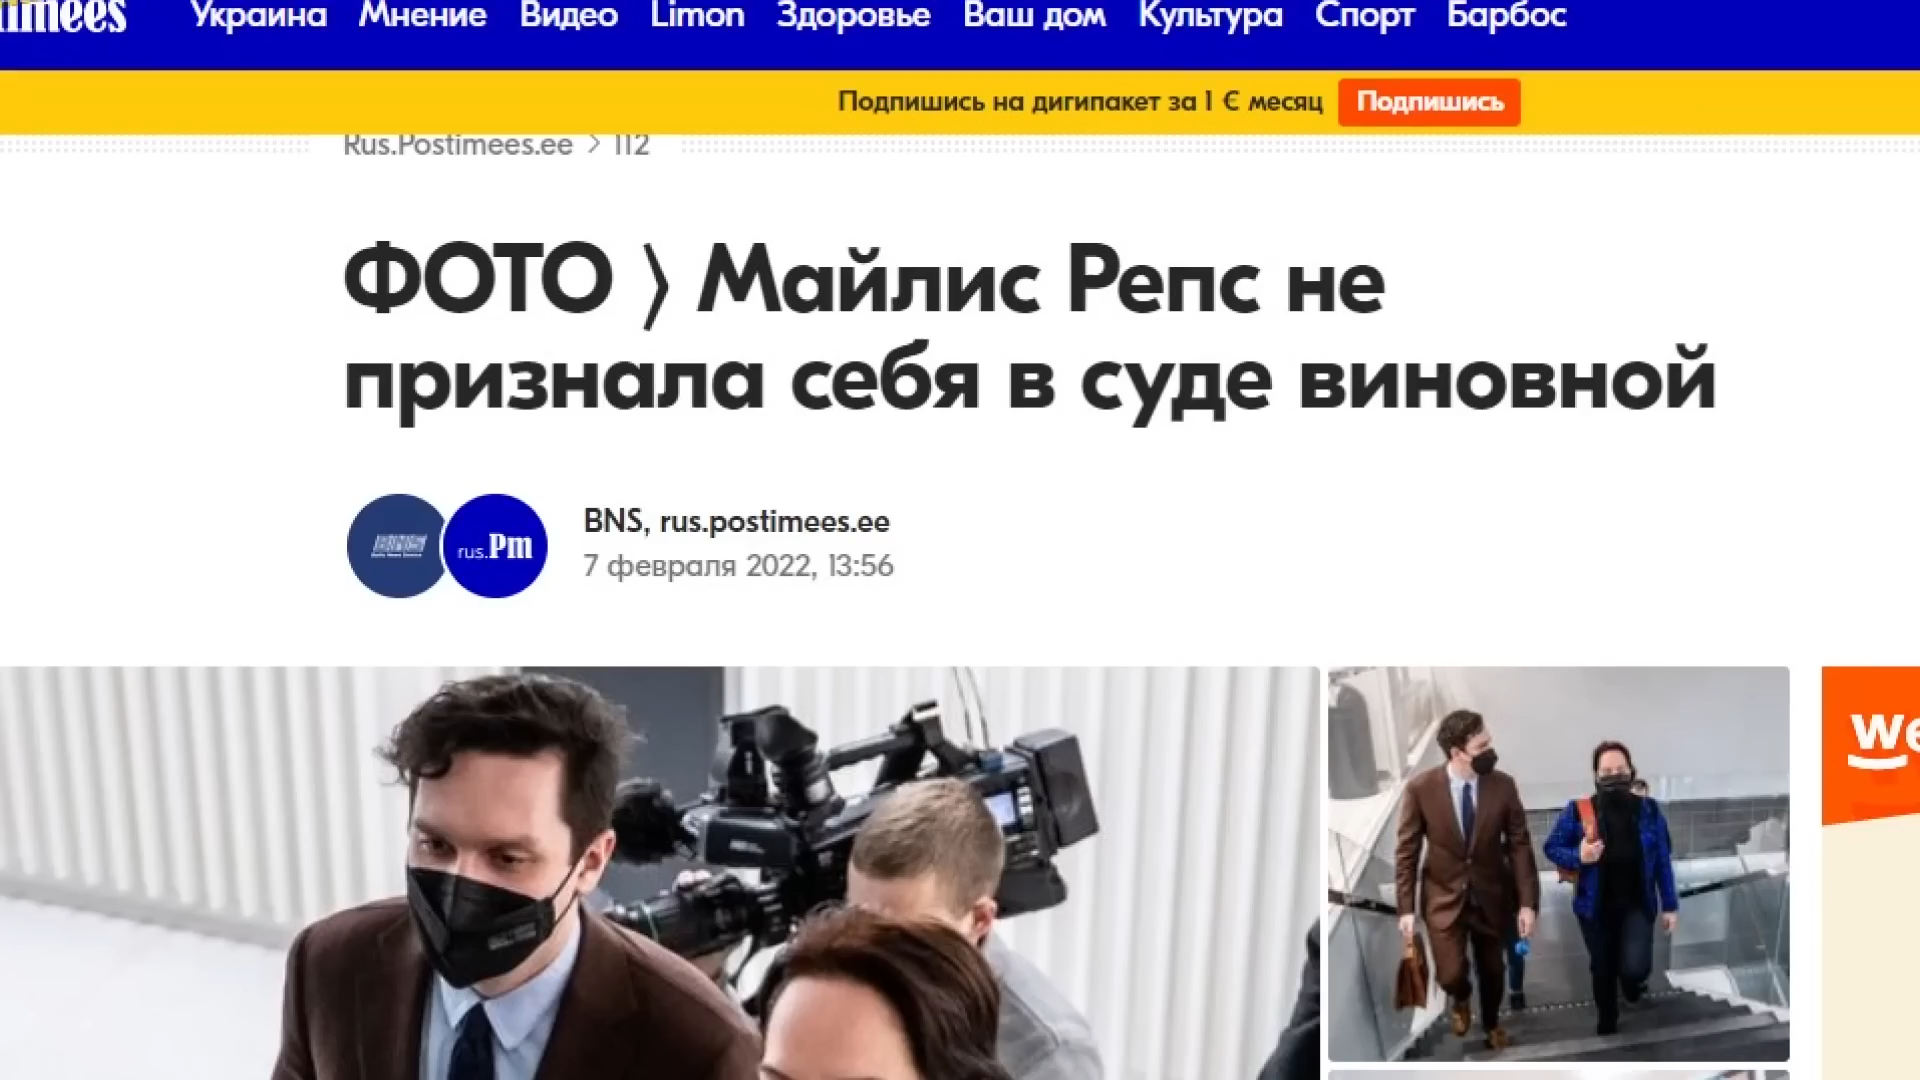 Украина Мнение Видео Limon Здоровье Ваш дом Культура Спорт Барбос
Подпишись на дигипакет за 1 € месяц Подпишись
Rus.Postimees.ee > 112
ФОТО ⟩ Майлис Репс не
признала себя в суде виновной
BNS
rus.Pm
BNS, rus.postimees.ee
7 февраля 2022, 13:56